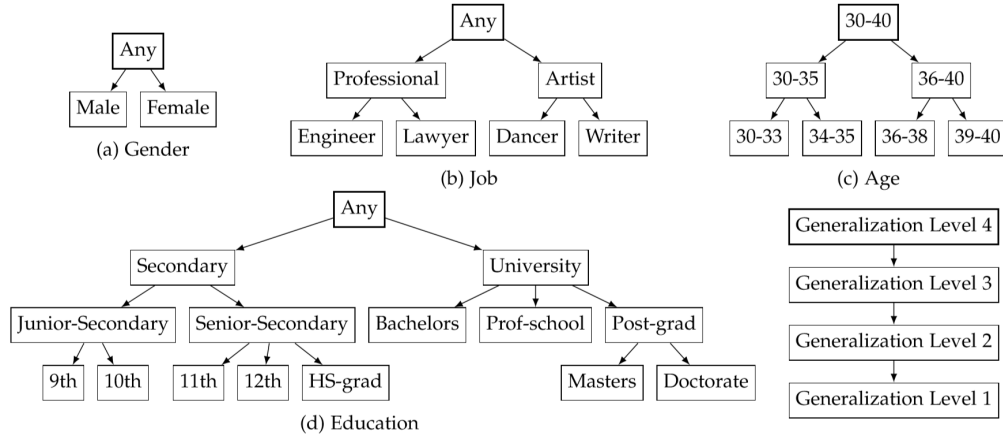 Any
Male Female
(a) Gender
Any
Professional Artist
Engineer Lawyer Dancer Writer
(b) Job
30-40
30-35 36-40
30-33 34-35 36-38 39-40
(c) Age
Any
Secondary University
Junior-Secondary Senior-Secondary Bachelors Prof-school Post-grad
9th 10th 11th 12th HS-grad Masters Doctorate
(d) Education
Generalization Level 4
Generalization Level 3
Generalization Level 2
Generalization Level 1